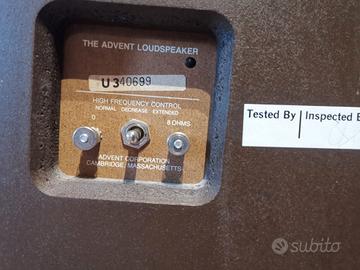 THE ADVENT LOUDSPEAKER
U 340699
HIGH FREQUENCY CONTROL
NORMAL DECREASE EXTENDED
0 8 OHMS
ADVENT CORPORATION
CAMBRIDGE, MASSACHUSETTS
Tested By Inspected B
subito